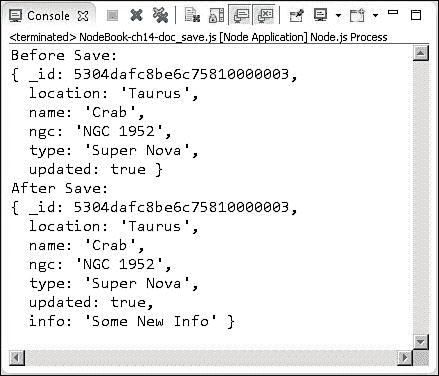 Console
<terminated> NodeBook-ch14-doc_save.js [Node Application] Node.js Process
Before Save:
{ _id: 5304dafc8be6c75810000003,
location: 'Taurus',
name: 'Crab',
ngc: 'NGC 1952',
type: 'Super Nova',
updated: true }
After Save:
{ _id: 5304dafc8be6c75810000003,
location: 'Taurus',
name: 'Crab',
ngc: 'NGC 1952',
type: 'Super Nova',
updated: true,
info: 'Some New Info' }